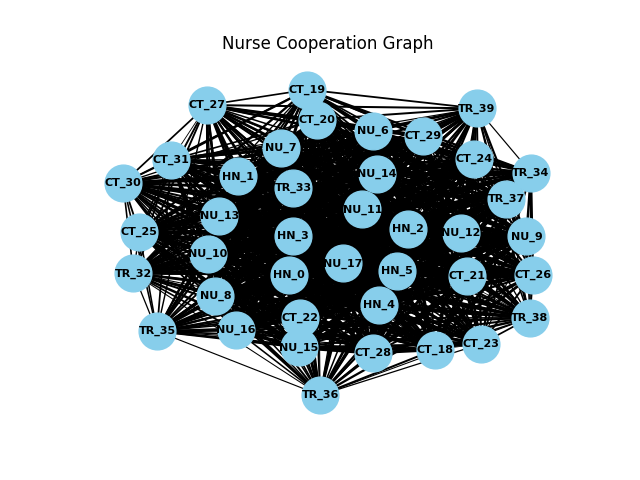 Nurse Cooperation Graph
CT_19
CT_27
TR_39
CT_20
NU_6
CT_29
NU_7
CT_31
CT_24
HN_1
NU_14
TR_34
CT_30
TR_33
TR_37
NU_11
NU_13
HN_2
CT_25
HN_3
NU_12
NU_9
NU_10
NU_17
TR_32
HN_0
HN_5
CT_21
CT_26
NU_8
HN_4
CT_22
TR_38
TR_35
NU_16
NU_15
CT_28
CT_18
CT_23
TR_36